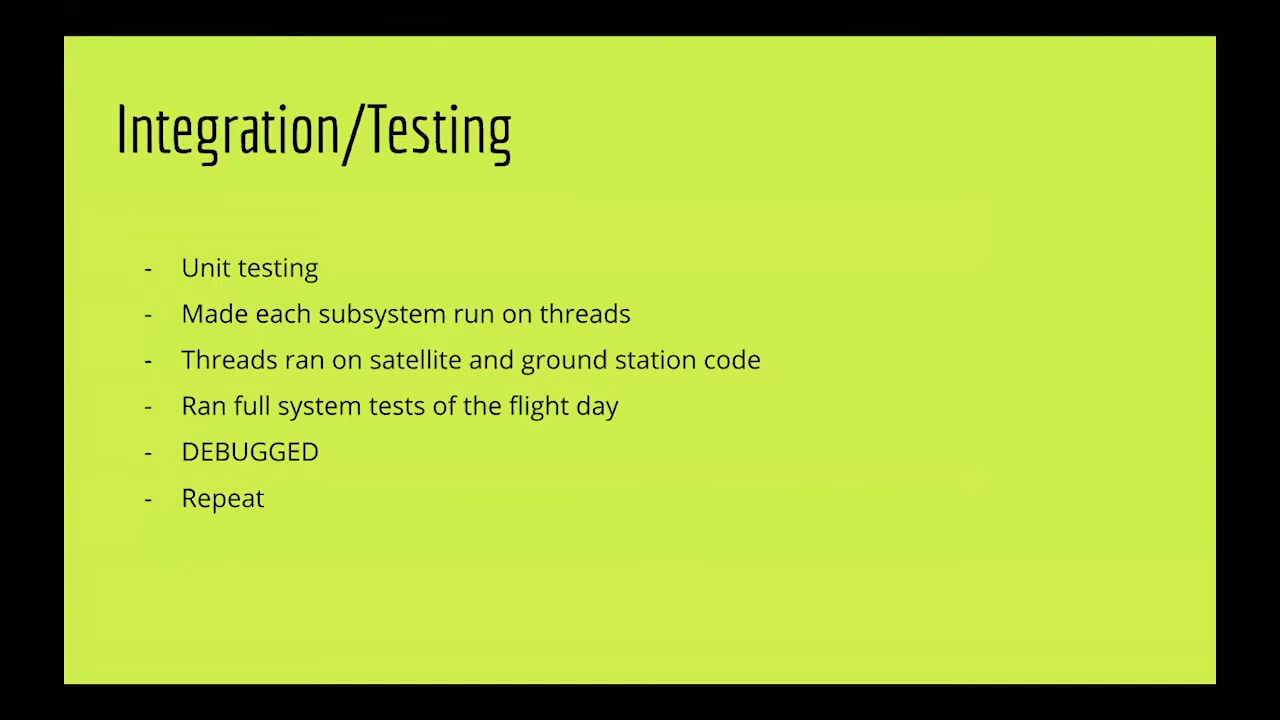 Integration/Testing
- Unit testing
- Made each subsystem run on threads
- Threads ran on satellite and ground station code
- Ran full system tests of the flight day
- DEBUGGED
- Repeat